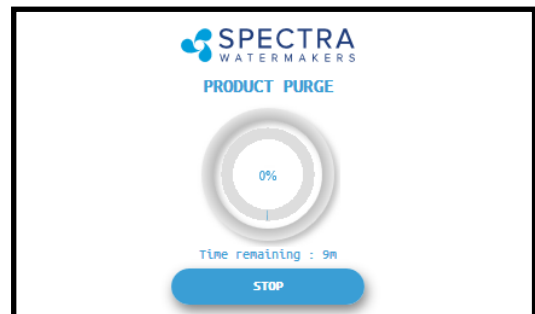 SPECTRA
WATERMAKERS
PRODUCT PURGE
0%
Time remaining : 9m
STOP